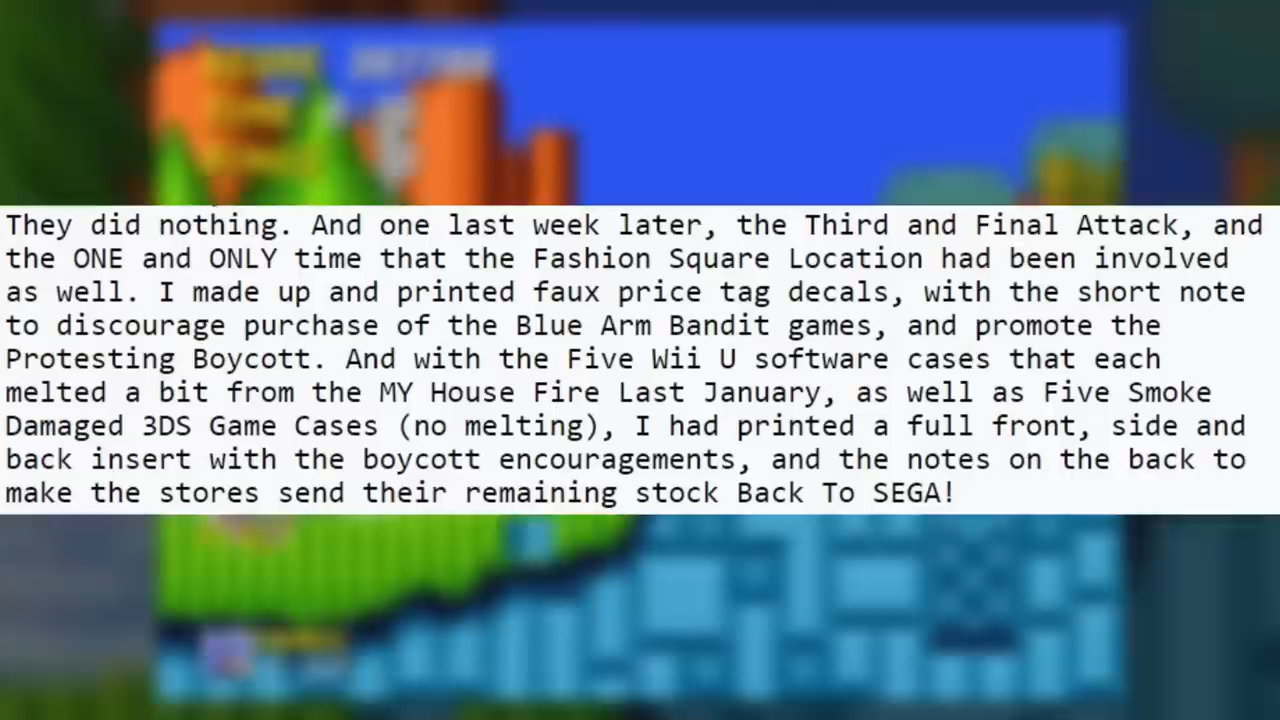 They did nothing. And one last week later, the Third and Final Attack, and
the ONE and ONLY time that the Fashion Square Location had been involved
as well. I made up and printed faux price tag decals, with the short note
to discourage purchase of the Blue Arm Bandit games, and promote the
Protesting Boycott. And with the Five Wii U software cases that each
melted a bit from the MY House Fire Last January, as well as Five Smoke
Damaged 3DS Game Cases (no melting), I had printed a full front, side and
back insert with the boycott encouragements, and the notes on the back to
make the stores send their remaining stock Back To SEGA!